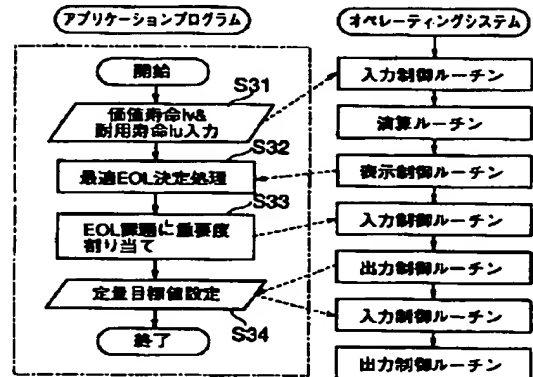 アプリケーションプログラム
開始
S31
価値寿命lv&
耐用寿命lu入力
S32
最適EOL決定処理
S33
EOL課題に重要度
割り当て
定量目標値設定
S34
終了
オペレーティングシステム
入力制御ルーチン
演算ルーチン
表示制御ルーチン
入力制御ルーチン
出力制御ルーチン
入力制御ルーチン
出力制御ルーチン